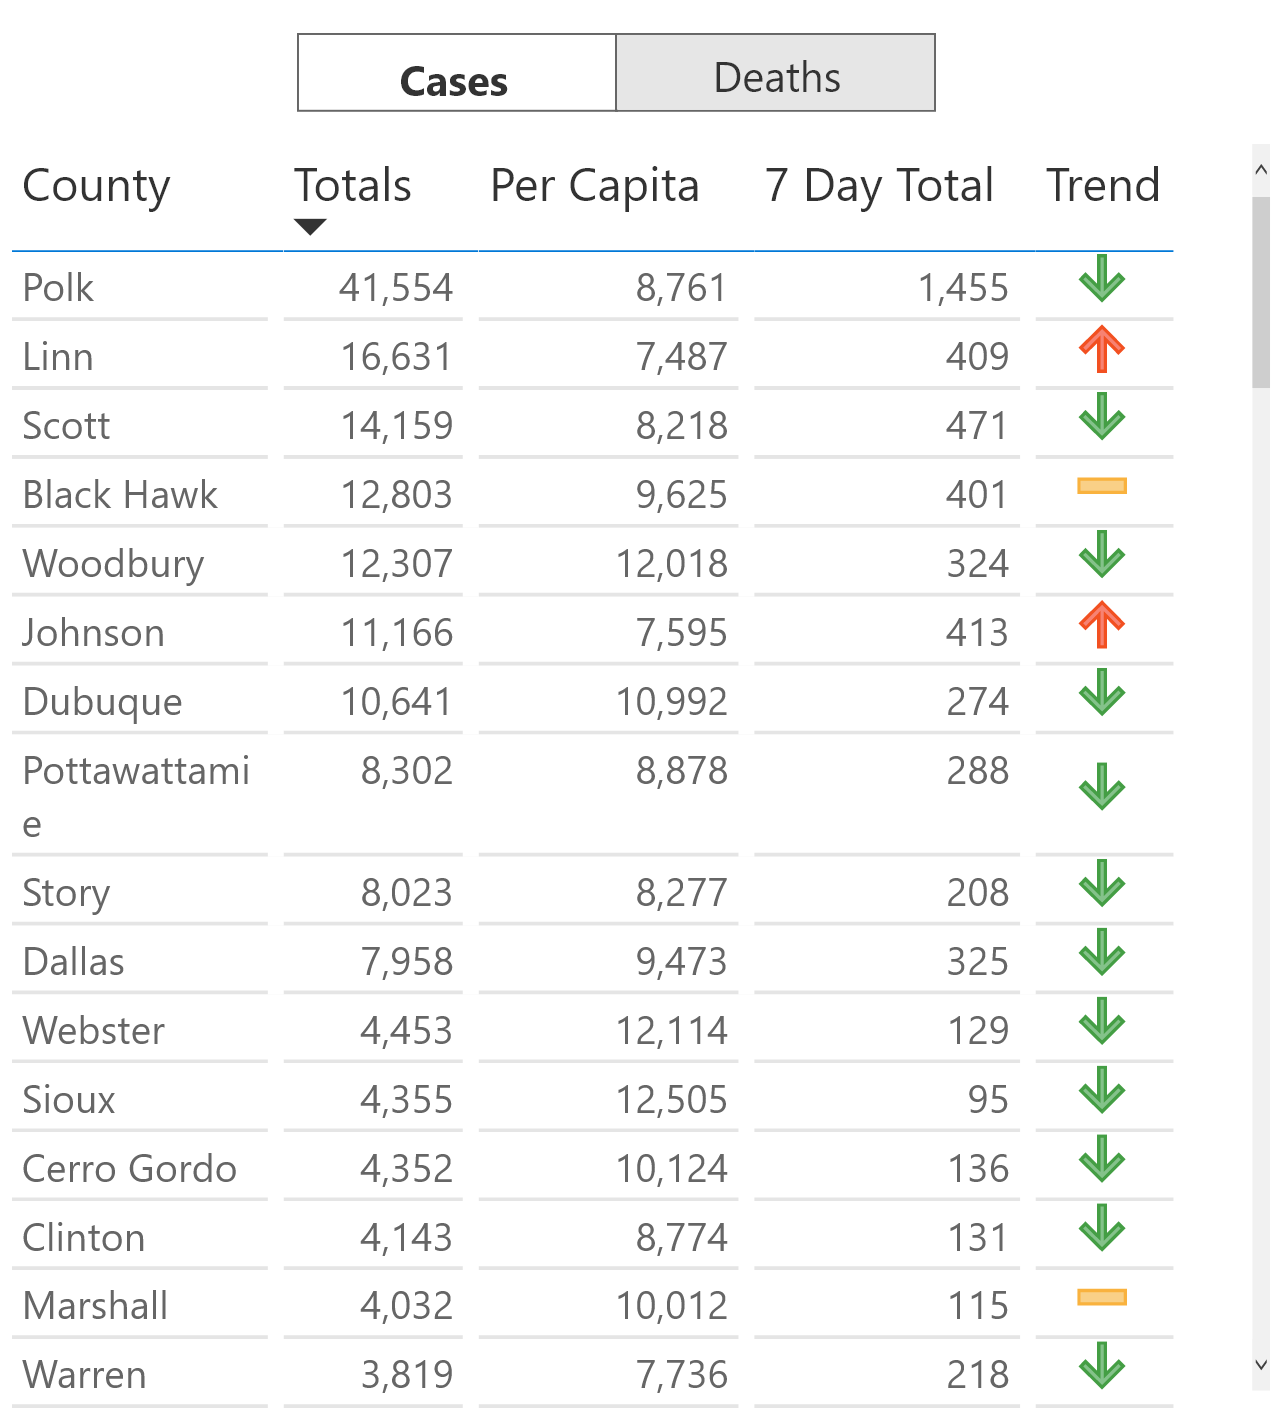 Cases Deaths
County Totals Per Capita 7 Day Total Trend
Polk 41,554 8,761 1,455
Linn 16,631 7,487 409
Scott 14,159 8,218 471
Black Hawk 12,803 9,625 401
Woodbury 12,307 12,018 324
Johnson 11,166 7,595 413
Dubuque 10,641 10,992 274
Pottawattami 8,302 8,878 288
e
Story 8,023 8,277 208
Dallas 7,958 9,473 325
Webster 4,453 12,114 129
Sioux 4,355 12,505 95
Cerro Gordo 4,352 10,124 136
Clinton 4,143 8,774 131
Marshall 4,032 10,012 115
Warren 3,819 7,736 218